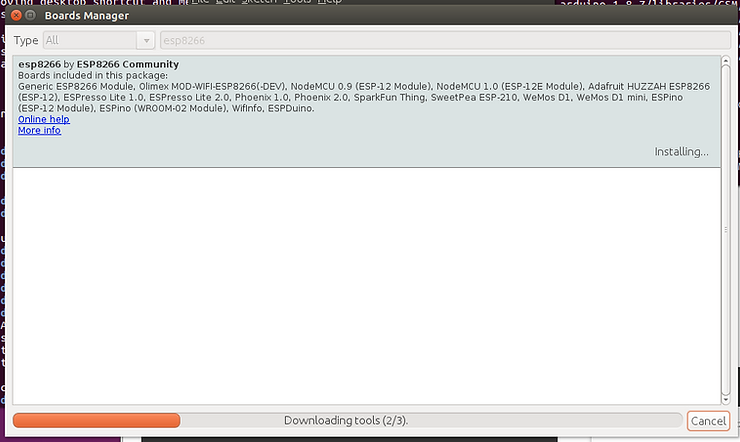 oving desktop shortcut and me
File Edit Sketch Tools Help
arduino-1.8.7/libraries/GSM
Boards Manager
Type All esp8266
esp8266 by ESP8266 Community
Boards included in this package:
Generic ESP8266 Module, Olimex MOD-WIFI-ESP8266(-DEV), NodeMCU 0.9 (ESP-12 Module), NodeMCU 1.0 (ESP-12E Module), Adafruit HUZZAH ESP8266
(ESP-12), ESPresso Lite 1.0, ESPresso Lite 2.0, Phoenix 1.0, Phoenix 2.0, SparkFun Thing, SweetPea ESP-210, WeMos D1, WeMos D1 mini, ESPino
(ESP-12 Module), ESPino (WROOM-02 Module), WifInfo, ESPDuino.
Online help
More info
Installing...
Downloading tools (2/3).
Cancel